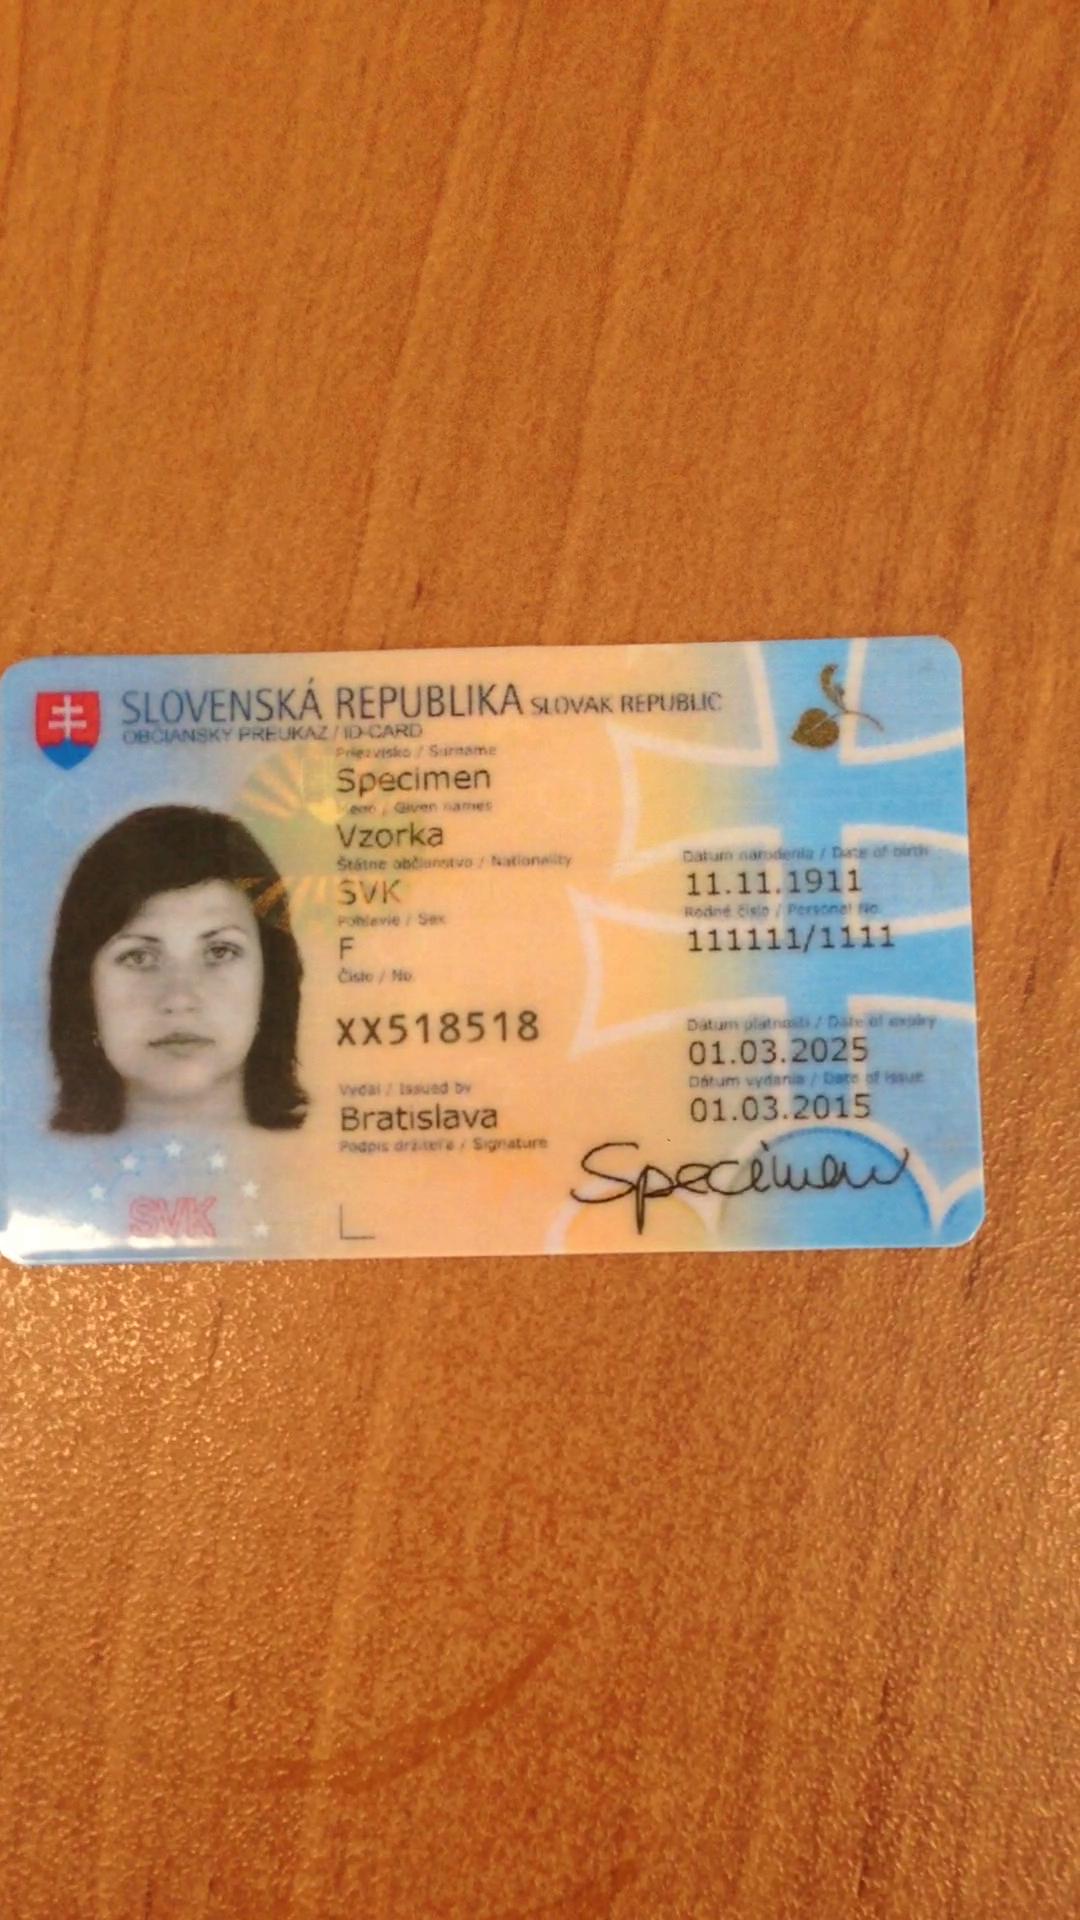 SLOVENSKÁ REPUBLIKA SLOVAK REPUBLIC
OBČIANSKY PREUKAZ / ID-CARD
Priezvisko / Surname
Specimen
Meno / Given names
Vzorka
Štátne občianstvo / Nationality
SVK
Pohlavie / Sex
F
Číslo / No.
XX518518
Vydal / Issued by
Bratislava
Podpis držiteľa / Signature
Dátum narodenia / Date of birth
11.11.1911
Rodné číslo / Personal No.
111111/1111
Dátum platnosti / Date of expiry
01.03.2025
Dátum vydania / Date of issue
01.03.2015
Specimen
SVK